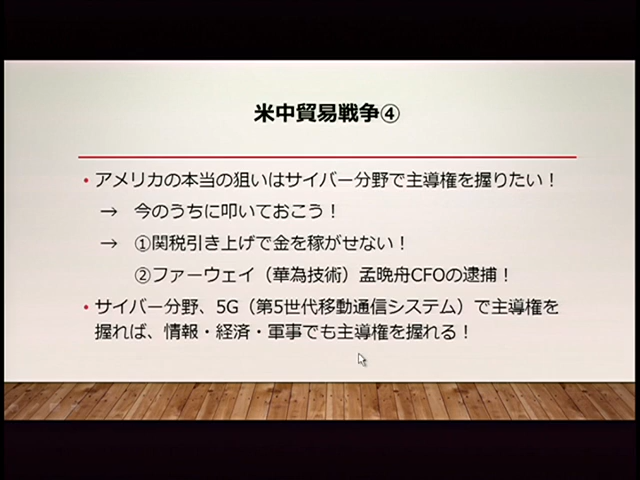 米中貿易戦争④
・アメリカの本当の狙いはサイバー分野で主導権を握りたい！
→ 今のうちに叩いておこう！
→ ①関税引き上げで金を稼がせない！
②ファーウェイ（華為技術）孟晩舟CFOの逮捕！
・サイバー分野、5G（第5世代移動通信システム）で主導権を
握れば、情報・経済・軍事でも主導権を握れる！